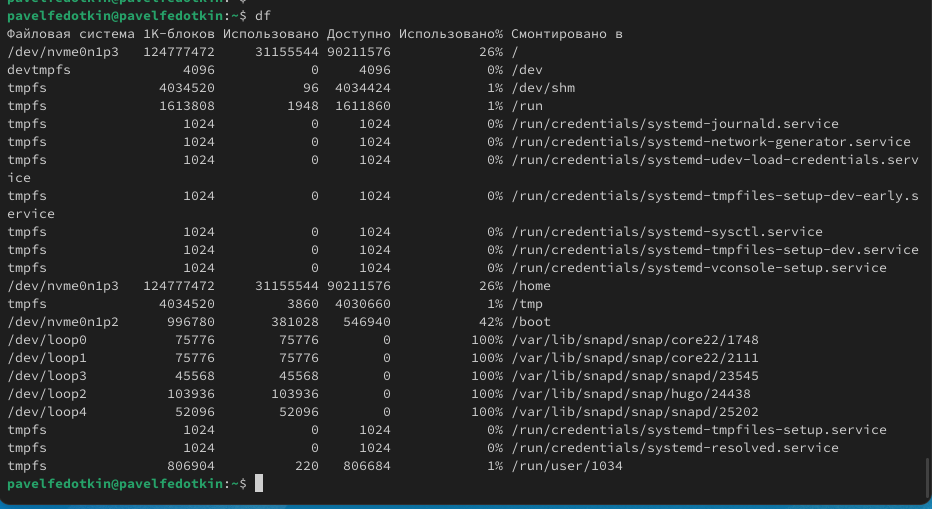 pavelfedotkin@pavelfedotkin:~$ df
Файловая система 1K-блоков Использовано Доступно Использовано% Смонтировано в
/dev/nvme0n1p3   124777472     31155544 90211576           26% /
devtmpfs              4096            0     4096            0% /dev
tmpfs              4034520           96  4034424            1% /dev/shm
tmpfs              1613808         1948  1611860            1% /run
tmpfs                 1024            0     1024            0% /run/credentials/systemd-journald.service
tmpfs                 1024            0     1024            0% /run/credentials/systemd-network-generator.service
tmpfs                 1024            0     1024            0% /run/credentials/systemd-udev-load-credentials.serv
ice
tmpfs                 1024            0     1024            0% /run/credentials/systemd-tmpfiles-setup-dev-early.s
ervice
tmpfs                 1024            0     1024            0% /run/credentials/systemd-sysctl.service
tmpfs                 1024            0     1024            0% /run/credentials/systemd-tmpfiles-setup-dev.service
tmpfs                 1024            0     1024            0% /run/credentials/systemd-vconsole-setup.service
/dev/nvme0n1p3   124777472     31155544 90211576           26% /home
tmpfs              4034520         3860  4030660            1% /tmp
/dev/nvme0n1p2      996780       381028   546940           42% /boot
/dev/loop0           75776        75776        0          100% /var/lib/snapd/snap/core22/1748
/dev/loop1           75776        75776        0          100% /var/lib/snapd/snap/core22/2111
/dev/loop3           45568        45568        0          100% /var/lib/snapd/snap/snapd/23545
/dev/loop2          103936       103936        0          100% /var/lib/snapd/snap/hugo/24438
/dev/loop4           52096        52096        0          100% /var/lib/snapd/snap/snapd/25202
tmpfs                 1024            0     1024            0% /run/credentials/systemd-tmpfiles-setup.service
tmpfs                 1024            0     1024            0% /run/credentials/systemd-resolved.service
tmpfs               806904          220   806684            1% /run/user/1034
pavelfedotkin@pavelfedotkin:~$